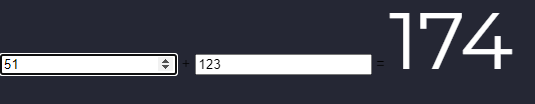 51 + 123 = 174